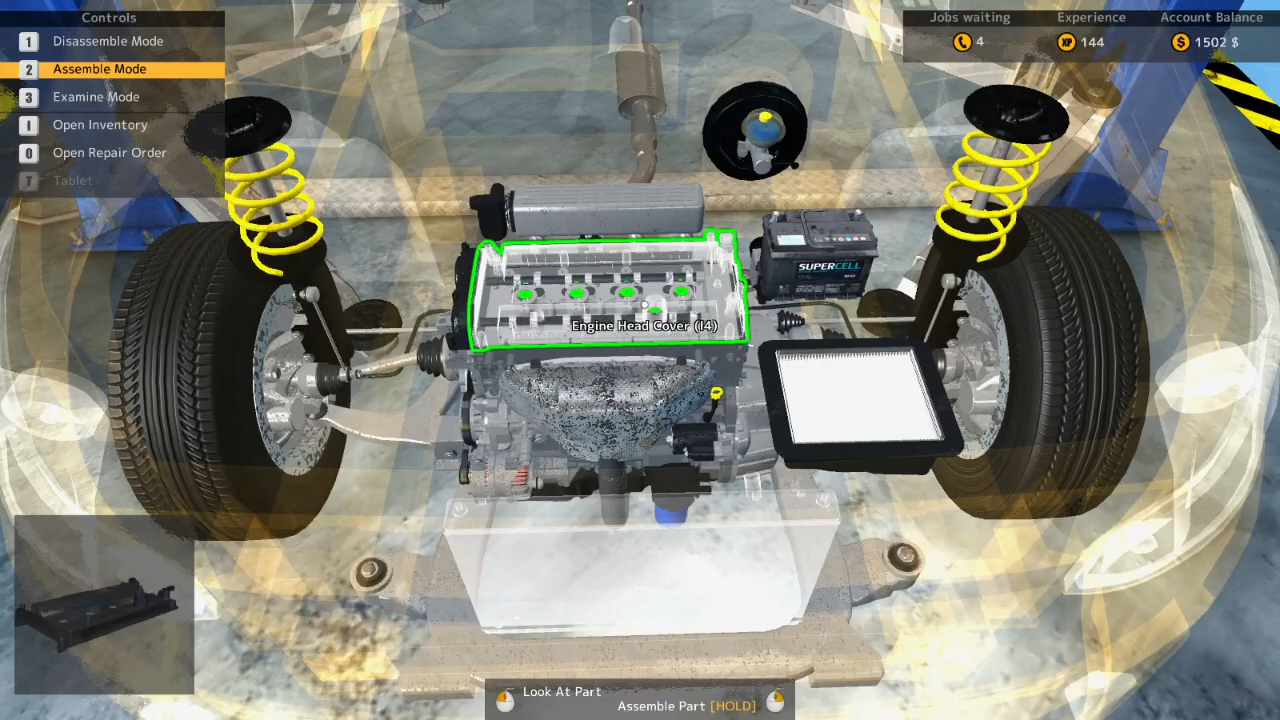 Controls
1 Disassemble Mode
2 Assemble Mode
3 Examine Mode
I Open Inventory
O Open Repair Order
T Tablet
Jobs waiting Experience Account Balance
4 XP 144 $ 1502 $
SUPERCELL
Engine Head Cover (I4)
Look At Part
Assemble Part [HOLD]